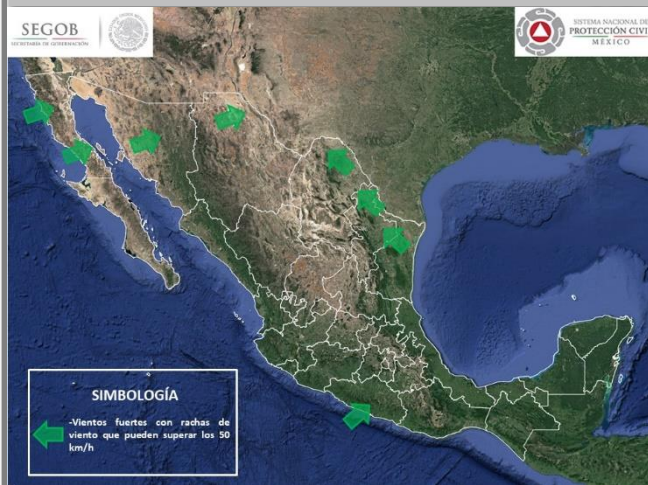 SEGOB
SECRETARÍA DE GOBERNACIÓN
SISTEMA NACIONAL DE
PROTECCIÓN CIVI
MÉXICO
SIMBOLOGÍA
-Vientos fuertes con rachas de
viento que pueden superar los 50
km/h